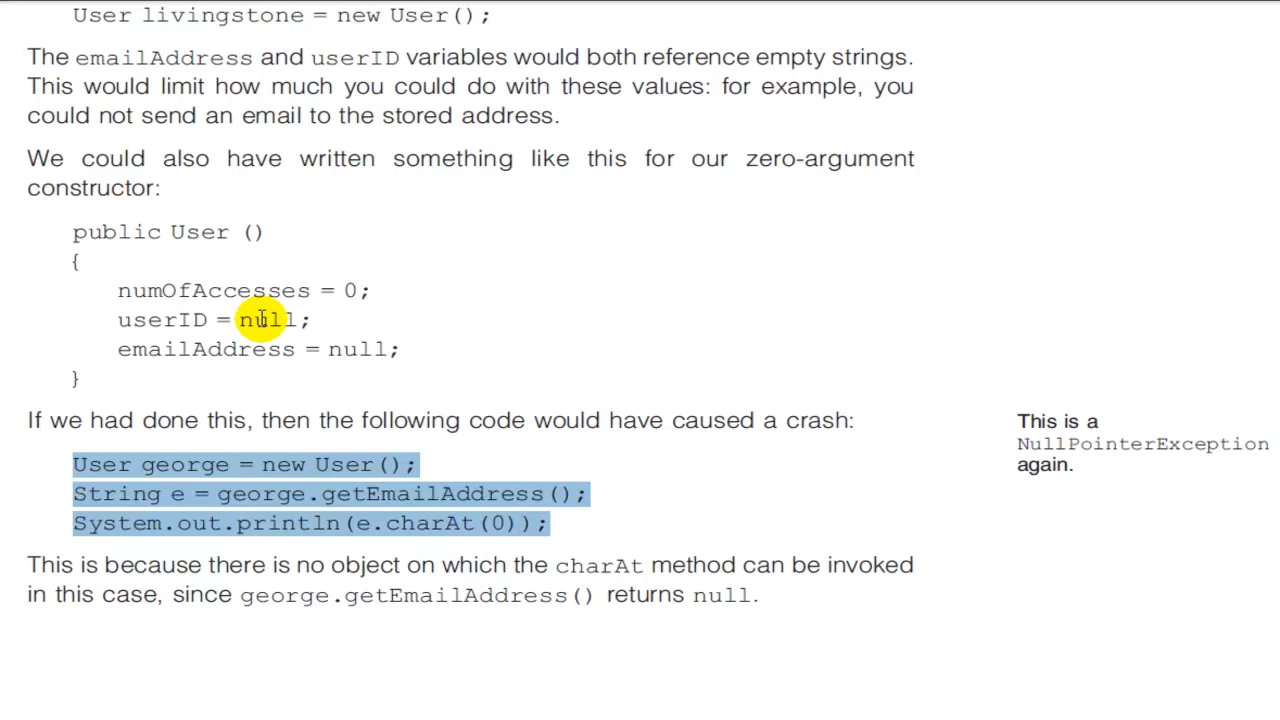 User livingstone = new User();
The emailAddress and userID variables would both reference empty strings.
This would limit how much you could do with these values: for example, you
could not send an email to the stored address.
We could also have written something like this for our zero-argument
constructor:
public User ()
{
numOfAccesses = 0;
userID = null;
emailAddress = null;
}
If we had done this, then the following code would have caused a crash:
This is a
NullPointerException
again.
User george = new User();
String e = george.getEmailAddress();
System.out.println(e.charAt(0));
This is because there is no object on which the charAt method can be invoked
in this case, since george.getEmailAddress() returns null.